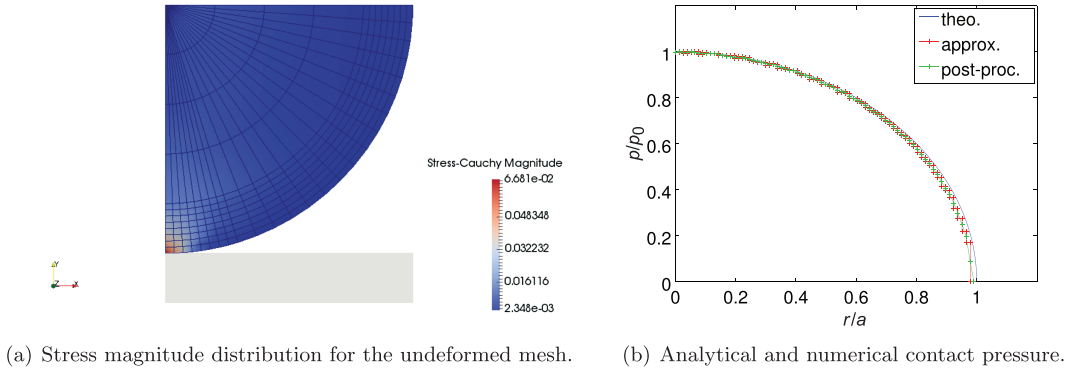 Stress-Cauchy Magnitude
6.681e-02
0.048348
0.032232
0.016116
2.348e-03
Y
Z
X
theo.
approx.
post-proc.
p/p0
1
0.8
0.6
0.4
0.2
0
0
0.2
0.4
0.6
0.8
1
r/a
(a) Stress magnitude distribution for the undeformed mesh.
(b) Analytical and numerical contact pressure.